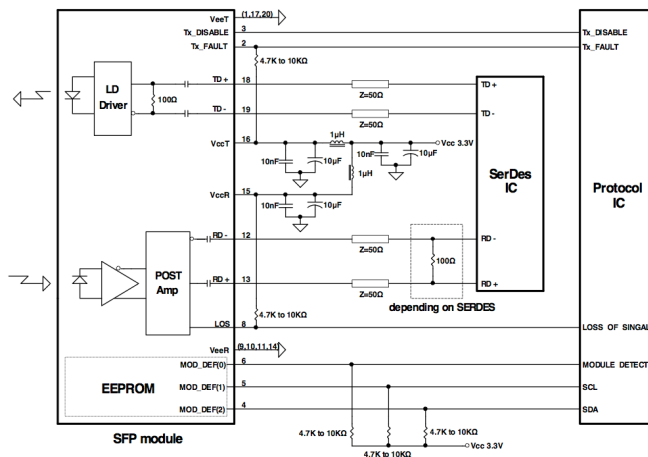 VeeT (1,17,20)
Tx_DISABLE 3 Tx_DISABLE
Tx_FAULT 2 Tx_FAULT
4.7K to 10KΩ
LD
Driver
100Ω
TD+ 18 Z=50Ω TD+
TD - 19 Z=50Ω TD -
VccT 16 1μH Vcc 3.3V
10nF 10μF 10nF 10μF
1μH
SerDes
IC
Protocol
IC
VccR 15
10nF 10μF
RD - 12 Z=50Ω RD -
100Ω
POST
Amp
RD+ 13 Z=50Ω RD+
depending on SERDES
4.7K to 10KΩ
LOS 8 LOSS OF SINGAL
VeeR (9,10,11,14)
MOD_DEF(0) 6 MODULE DETECT
EEPROM
MOD_DEF(1) 5 SCL
MOD_DEF(2) 4 SDA
SFP module
4.7K to 10KΩ 4.7K to 10KΩ
4.7K to 10KΩ
Vcc 3.3V